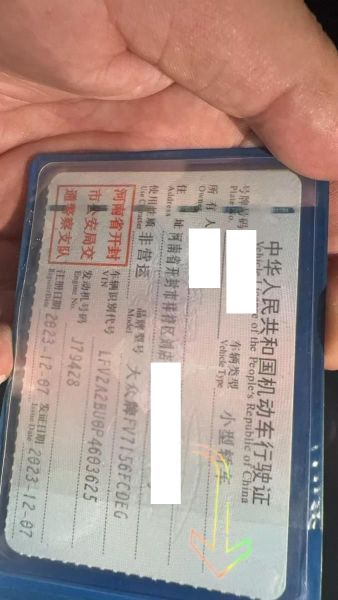 中华人民共和国机动车行驶证
Vehicle License of the People's Republic of China
号牌号码
Plate No.
车辆类型 小型轿车
Vehicle Type
所有人
Owner
住址 河南省开封市祥符区刘店
Address
使用性质 非营运
Use Character
品牌型号 大众牌FV7156FCDEG
Model
河南省开封
市公安局交
通警察支队
车辆识别代号 LFV2A2BU0P4603625
VIN
发动机号码 J79428
Engine No.
注册日期 2023-12-07
Register Date
发证日期 2023-12-07
Issue Date